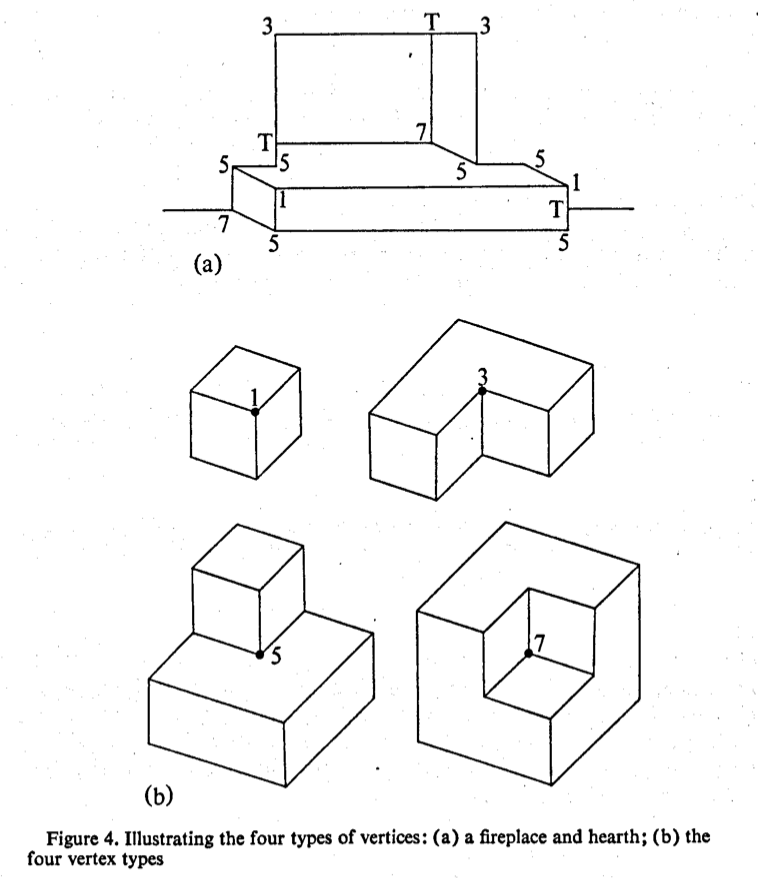 3 T 3
T 7
5 5 5 5
1 1
T
7
5 5
(a)
1 3
5 7
(b)
Figure 4. Illustrating the four types of vertices: (a) a fireplace and hearth; (b) the
four vertex types